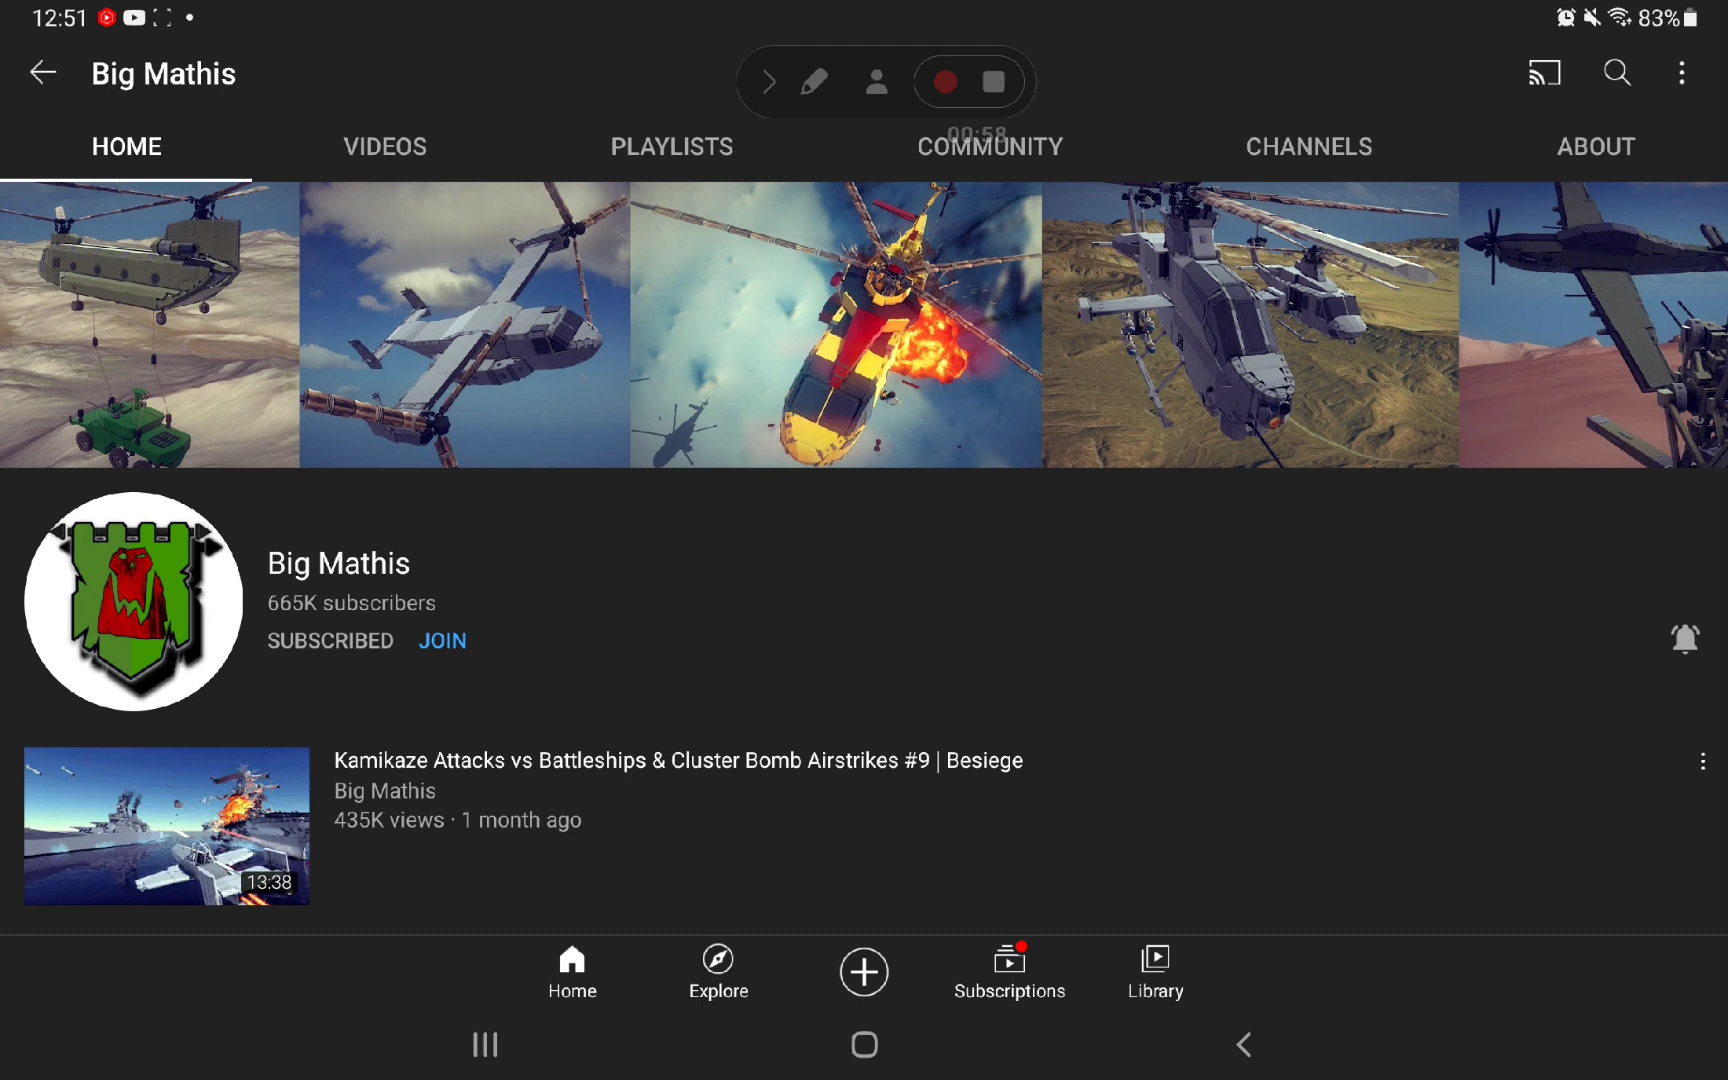 12:51
83%
Big Mathis
00:58
HOME VIDEOS PLAYLISTS COMMUNITY CHANNELS ABOUT
Big Mathis
665K subscribers
SUBSCRIBED JOIN
Kamikaze Attacks vs Battleships & Cluster Bomb Airstrikes #9 | Besiege
Big Mathis
435K views · 1 month ago
13:38
Home Explore Subscriptions Library